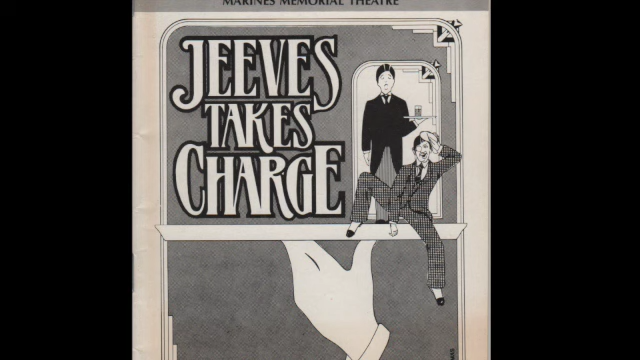 MARINES MEMORIAL THEATRE
JEEVES
TAKES
CHARGE